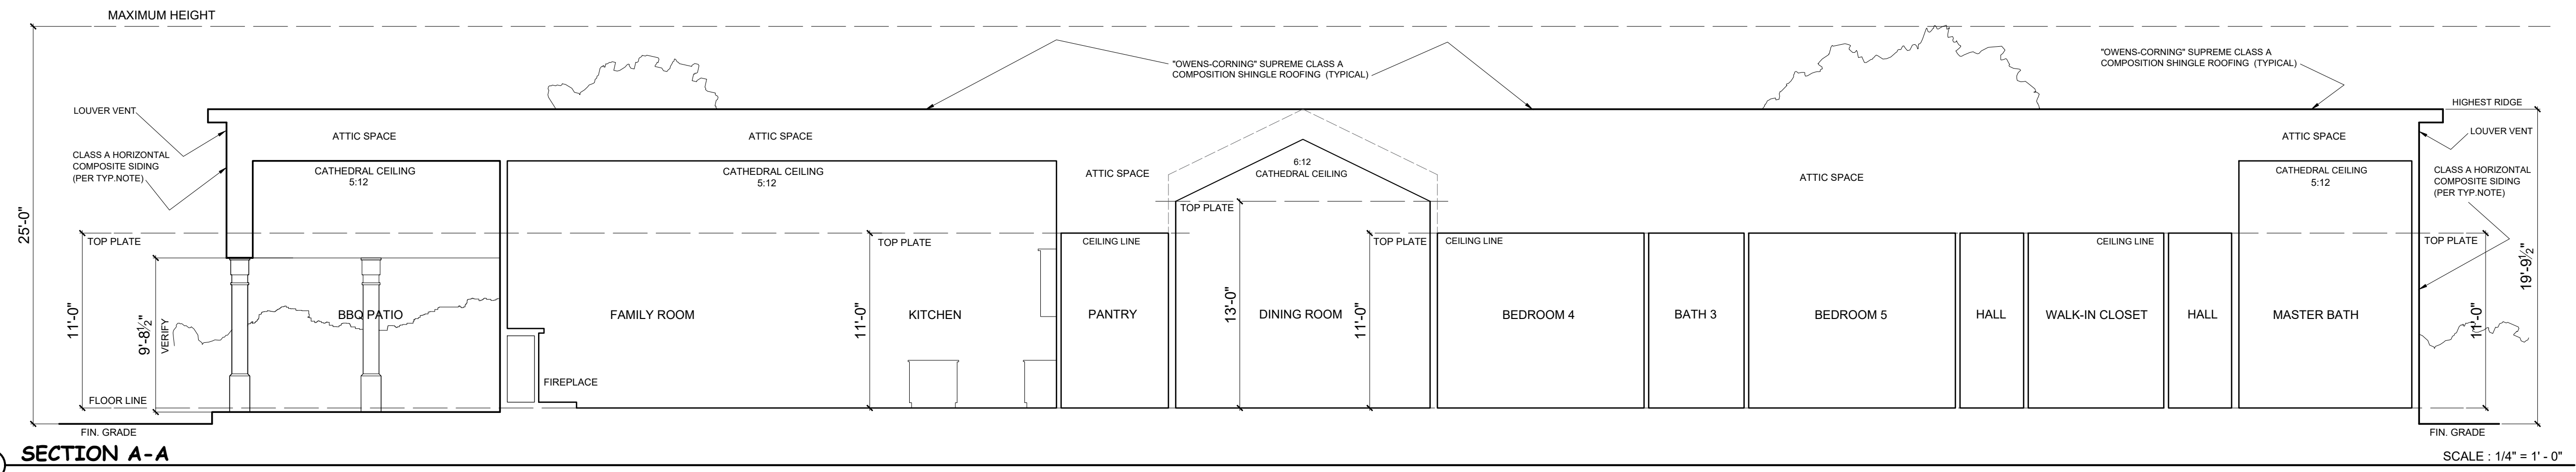 MAXIMUM HEIGHT
"OWENS-CORNING" SUPREME CLASS A
COMPOSITION SHINGLE ROOFING (TYPICAL)
"OWENS-CORNING" SUPREME CLASS A
COMPOSITION SHINGLE ROOFING (TYPICAL)
HIGHEST RIDGE
LOUVER VENT
ATTIC SPACE
ATTIC SPACE
ATTIC SPACE
LOUVER VENT
CLASS A HORIZONTAL
COMPOSITE SIDING
(PER TYP.NOTE)
CATHEDRAL CEILING
5:12
CATHEDRAL CEILING
5:12
ATTIC SPACE
6:12
CATHEDRAL CEILING
ATTIC SPACE
CATHEDRAL CEILING
5:12
CLASS A HORIZONTAL
COMPOSITE SIDING
(PER TYP.NOTE)
25'-0"
TOP PLATE
TOP PLATE
TOP PLATE
CEILING LINE
TOP PLATE
CEILING LINE
CEILING LINE
TOP PLATE
19'-9½"
11'-0"
9'-8½"
VERIFY
BBQ PATIO
FAMILY ROOM
11'-0"
KITCHEN
PANTRY
13'-0"
DINING ROOM
11'-0"
BEDROOM 4
BATH 3
BEDROOM 5
HALL
WALK-IN CLOSET
HALL
MASTER BATH
11'-0"
FIREPLACE
FLOOR LINE
FIN. GRADE
FIN. GRADE
SECTION A-A
SCALE : 1/4" = 1' - 0"